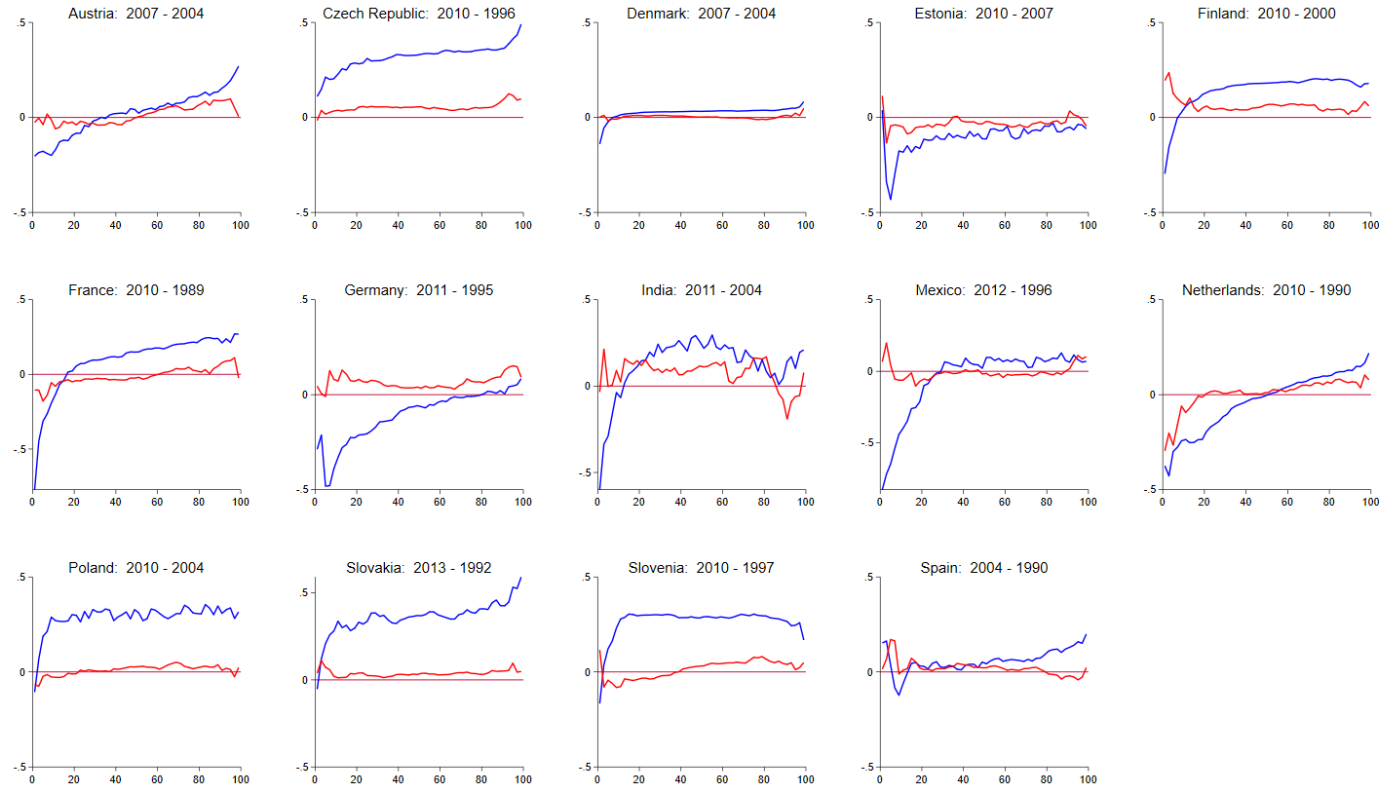 Austria: 2007 - 2004
Czech Republic: 2010 - 1996
Denmark: 2007 - 2004
Estonia: 2010 - 2007
Finland: 2010 - 2000
.5 .5 .5 .5 .5
0 0 0 0 0
-.5 -.5 -.5 -.5 -.5
0 20 40 60 80 100 0 20 40 60 80 100 0 20 40 60 80 100 0 20 40 60 80 100 0 20 40 60 80 100
France: 2010 - 1989
Germany: 2011 - 1995
India: 2011 - 2004
Mexico: 2012 - 1996
Netherlands: 2010 - 1990
.5 .5 .5 .5 .5
0 0 0 0 0
-.5 -.5 -.5 -.5 -.5
0 20 40 60 80 100 0 20 40 60 80 100 0 20 40 60 80 100 0 20 40 60 80 100 0 20 40 60 80 100
Poland: 2010 - 2004
Slovakia: 2013 - 1992
Slovenia: 2010 - 1997
Spain: 2004 - 1990
.5 .5 .5 .5
0 0 0 0
-.5 -.5 -.5 -.5
0 20 40 60 80 100 0 20 40 60 80 100 0 20 40 60 80 100 0 20 40 60 80 100